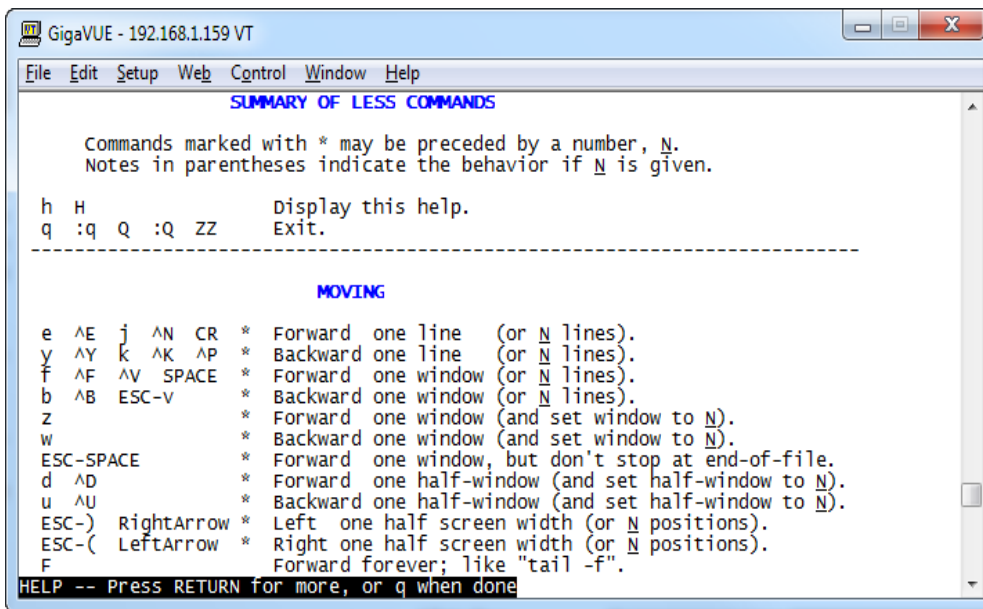 GigaVUE - 192.168.1.159 VT
File Edit Setup Web Control Window Help
SUMMARY OF LESS COMMANDS
Commands marked with * may be preceded by a number, N.
Notes in parentheses indicate the behavior if N is given.
h H Display this help.
q :q Q :Q ZZ Exit.
--------------------------------------------------------------------------
MOVING
e ^E j ^N CR * Forward one line (or N lines).
y ^Y k ^K ^P * Backward one line (or N lines).
f ^F ^V SPACE * Forward one window (or N lines).
b ^B ESC-v * Backward one window (or N lines).
z * Forward one window (and set window to N).
w * Backward one window (and set window to N).
ESC-SPACE * Forward one window, but don't stop at end-of-file.
d ^D * Forward one half-window (and set half-window to N).
u ^U * Backward one half-window (and set half-window to N).
ESC-) RightArrow * Left one half screen width (or N positions).
ESC-( LeftArrow * Right one half screen width (or N positions).
F Forward forever; like "tail -f".
HELP -- Press RETURN for more, or q when done